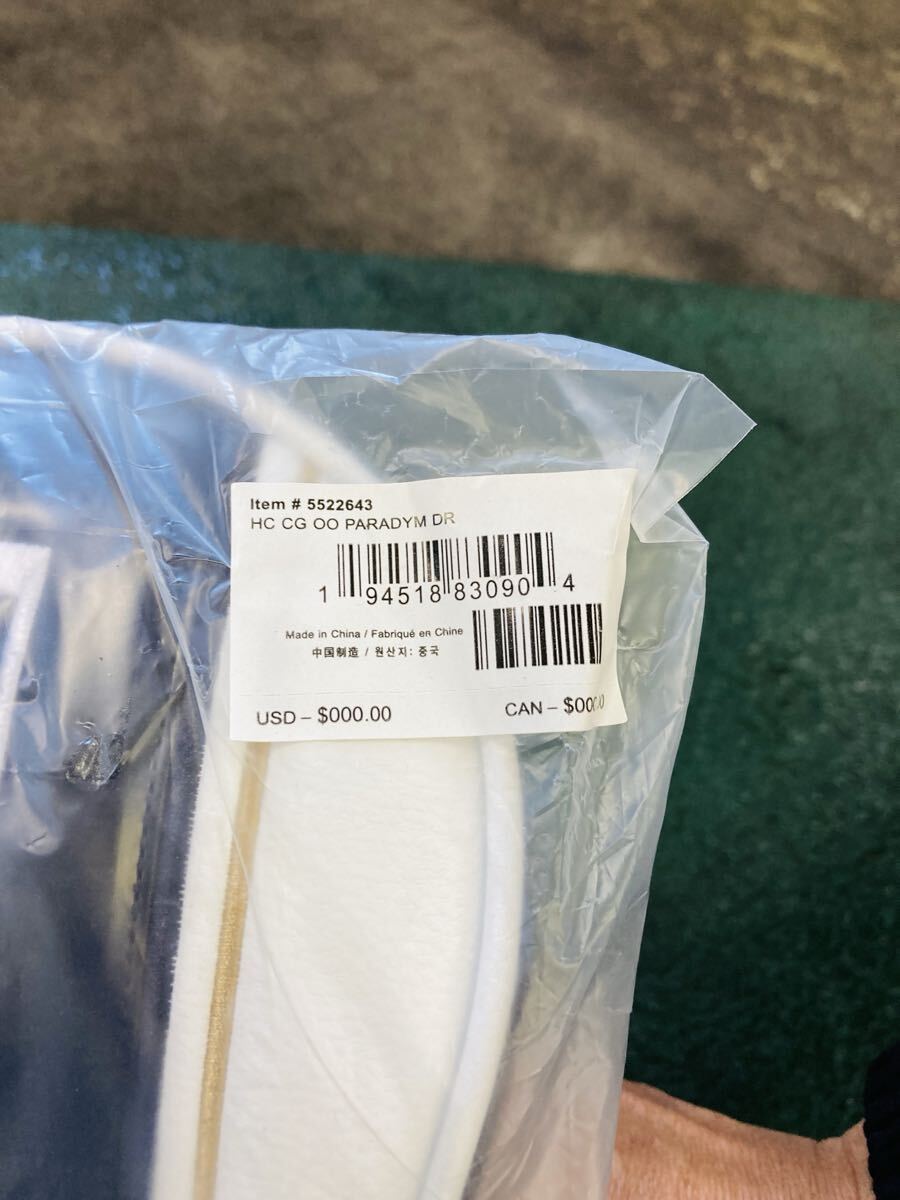 Item # 5522643
HC CG OO PARADYM DR
1 94518 83090 4
Made in China / Fabriqué en Chine
中国制造 / 원산지: 중국
USD – $000.00
CAN – $000.00